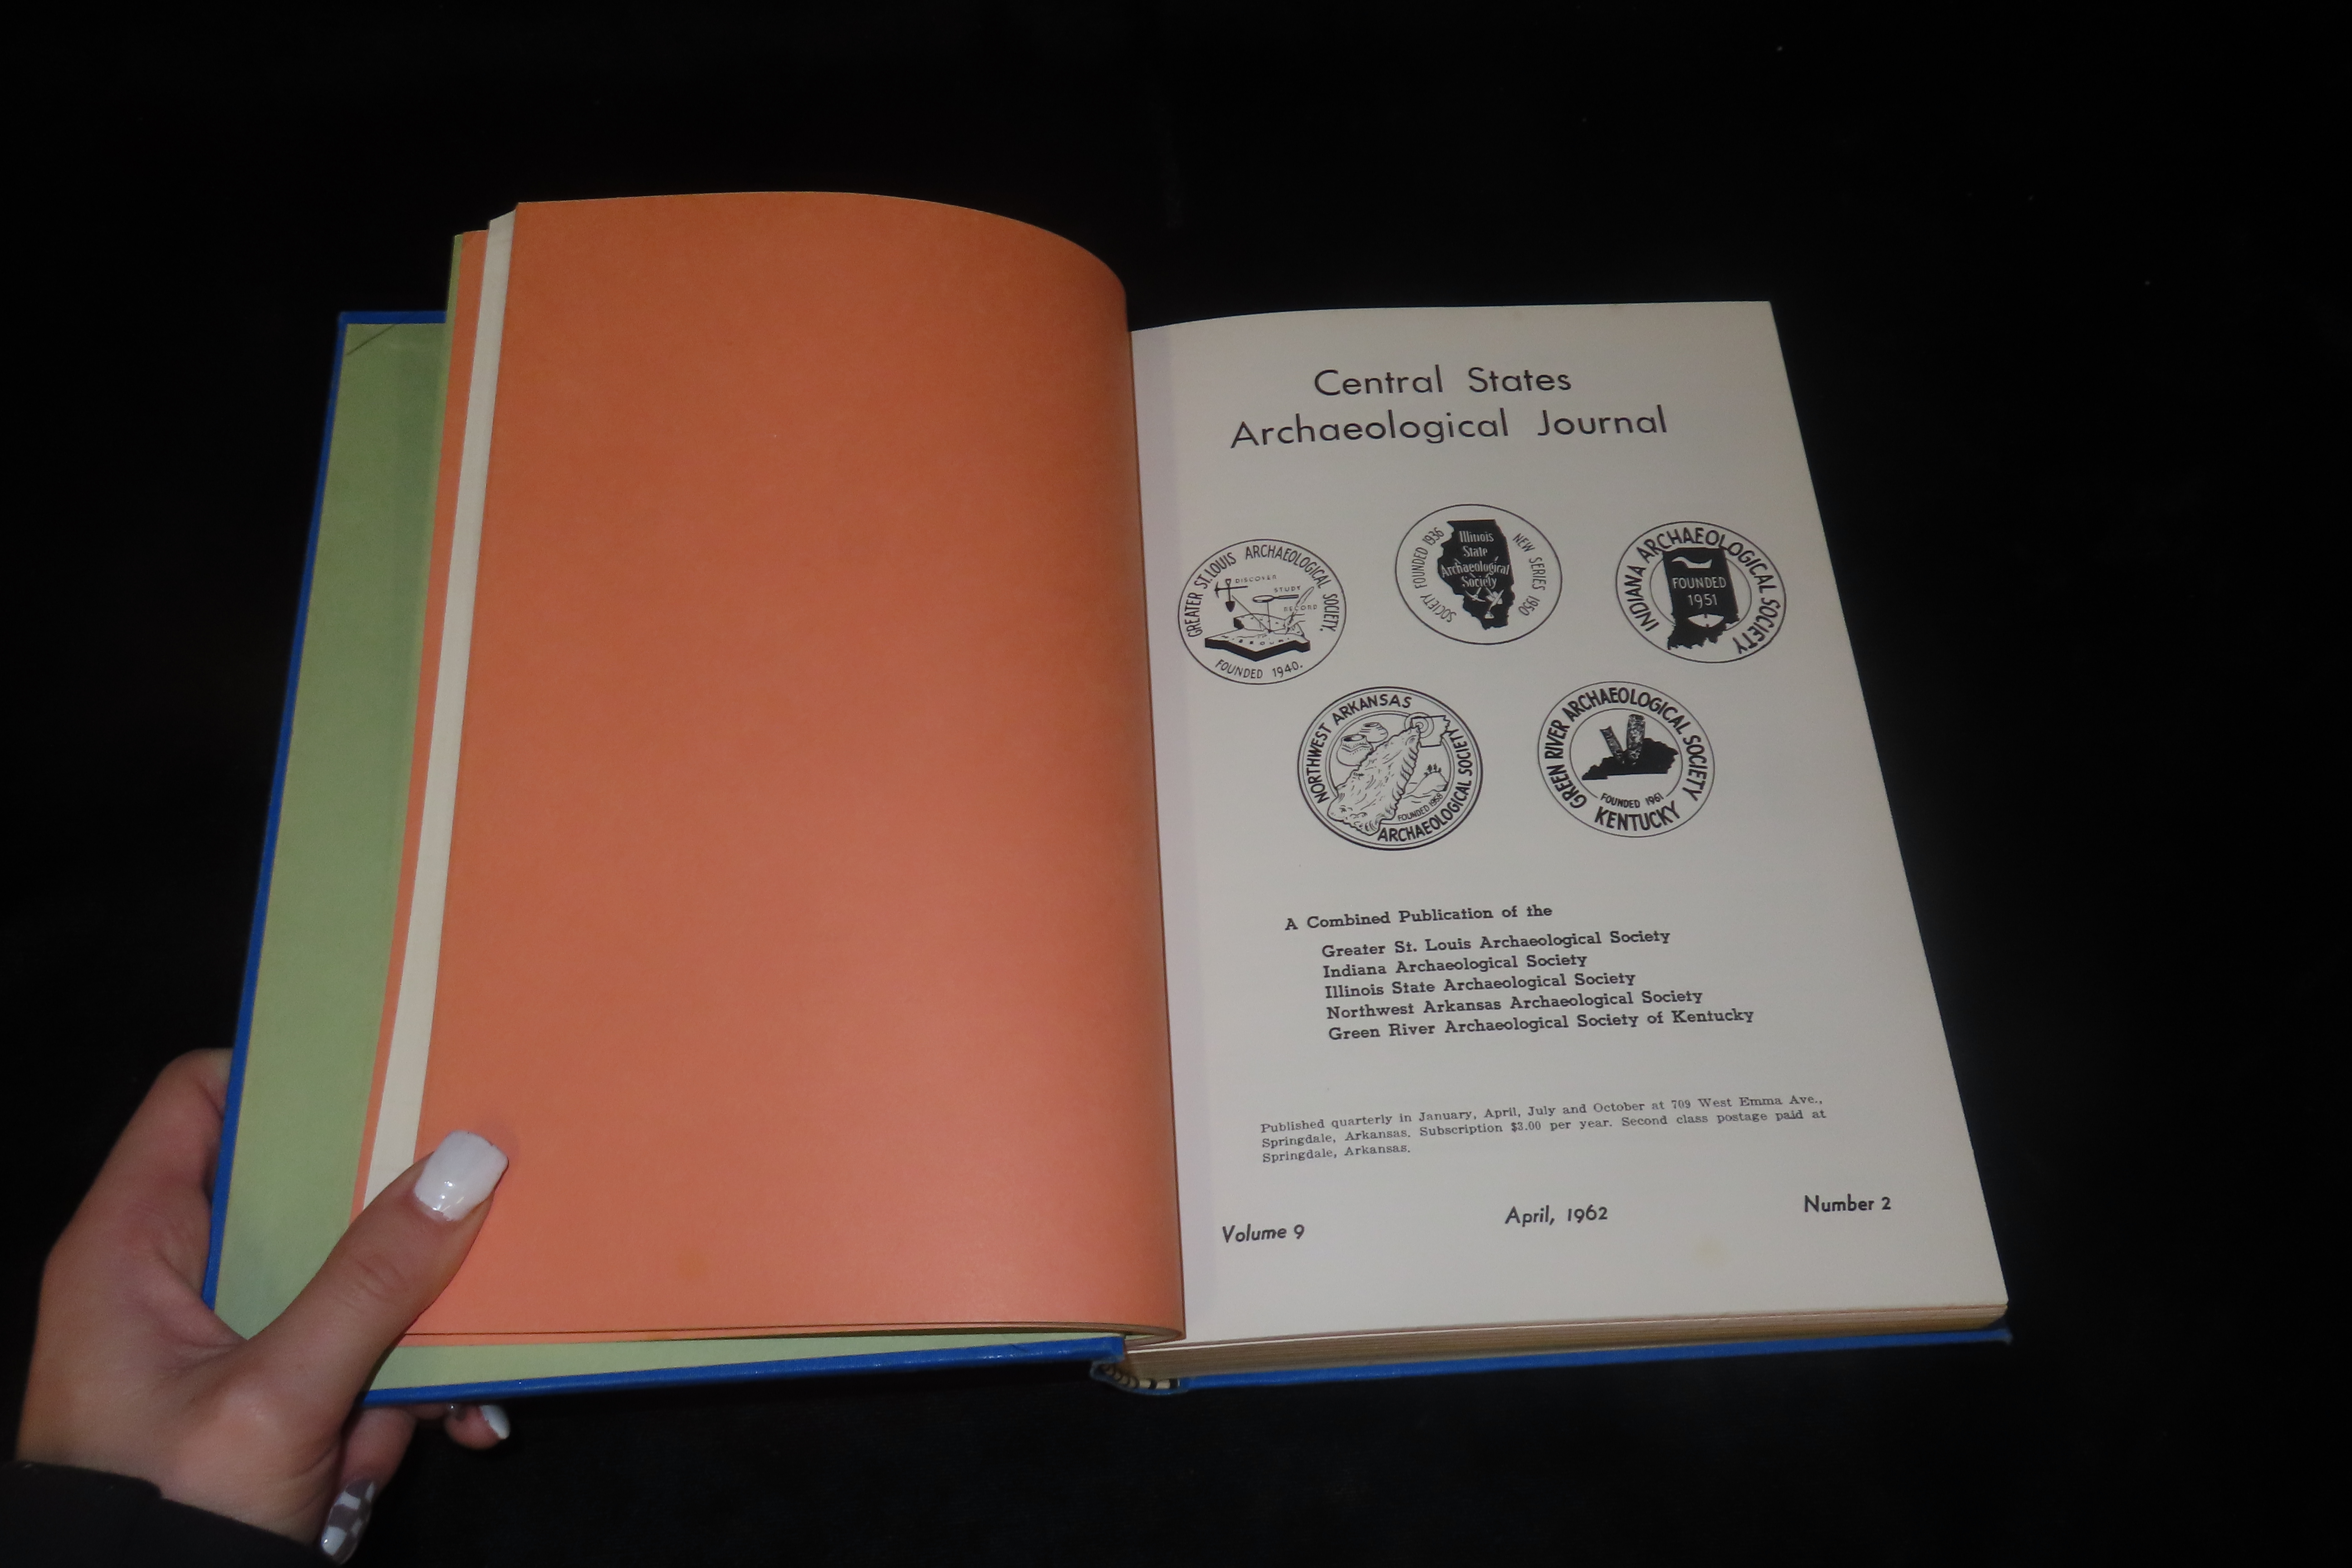 Central States
Archaeological Journal
GREATER ST. LOUIS ARCHAEOLOGICAL SOCIETY.
DISCOVER
STUDY
RECORD
FOUNDED 1940.
SOCIETY FOUNDED 1936
NEW SERIES 1950
Illinois
State
Archaeological
Society
INDIANA ARCHAEOLOGICAL SOCIETY
FOUNDED
1951
NORTHWEST ARKANSAS
ARCHAEOLOGICAL SOCIETY
GREEN RIVER ARCHAEOLOGICAL SOCIETY
FOUNDED 1961
KENTUCKY
A Combined Publication of the
Greater St. Louis Archaeological Society
Indiana Archaeological Society
Illinois State Archaeological Society
Northwest Arkansas Archaeological Society
Green River Archaeological Society of Kentucky
Published quarterly in January, April, July and October at 709 West Emma Ave.,
Springdale, Arkansas. Subscription $3.00 per year. Second class postage paid at
Springdale, Arkansas.
Volume 9 April, 1962 Number 2